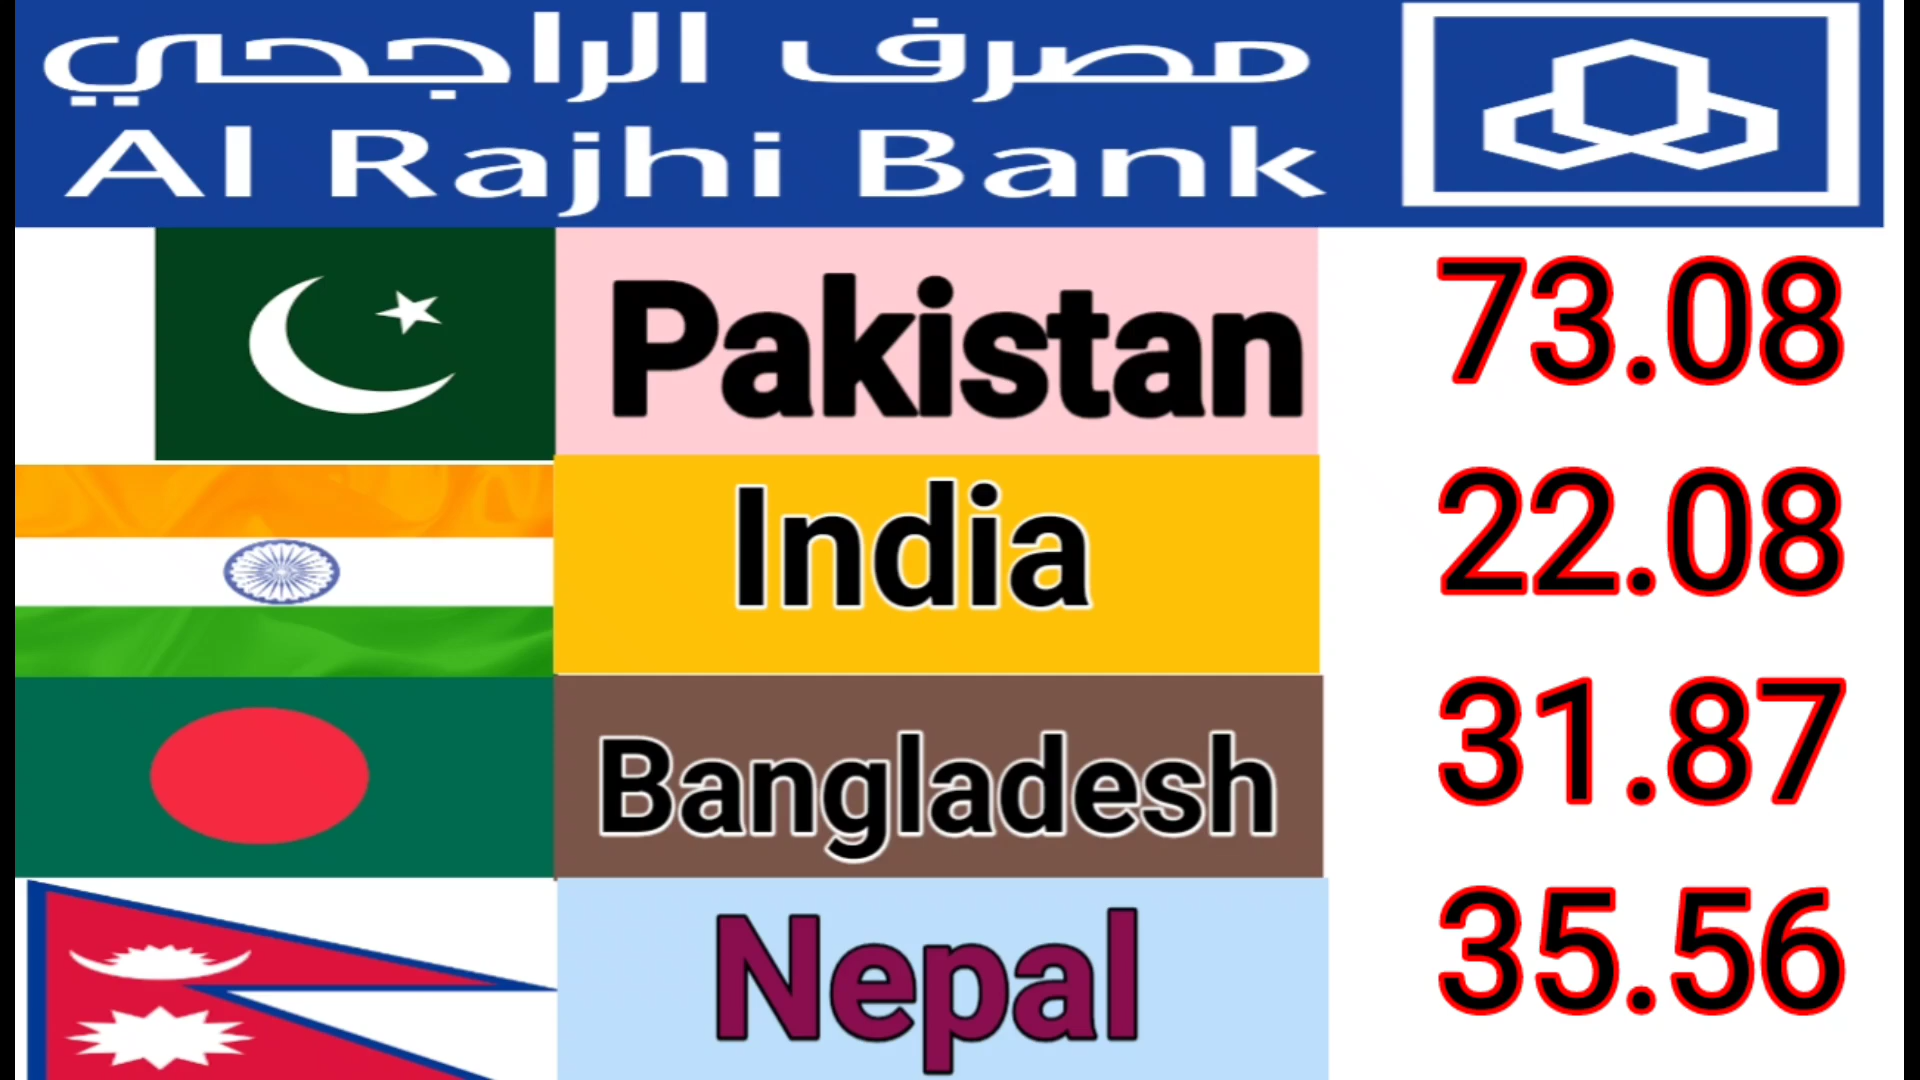 مصرف الراجحي
Al Rajhi Bank
Pakistan 73.08
India 22.08
Bangladesh 31.87
Nepal 35.56